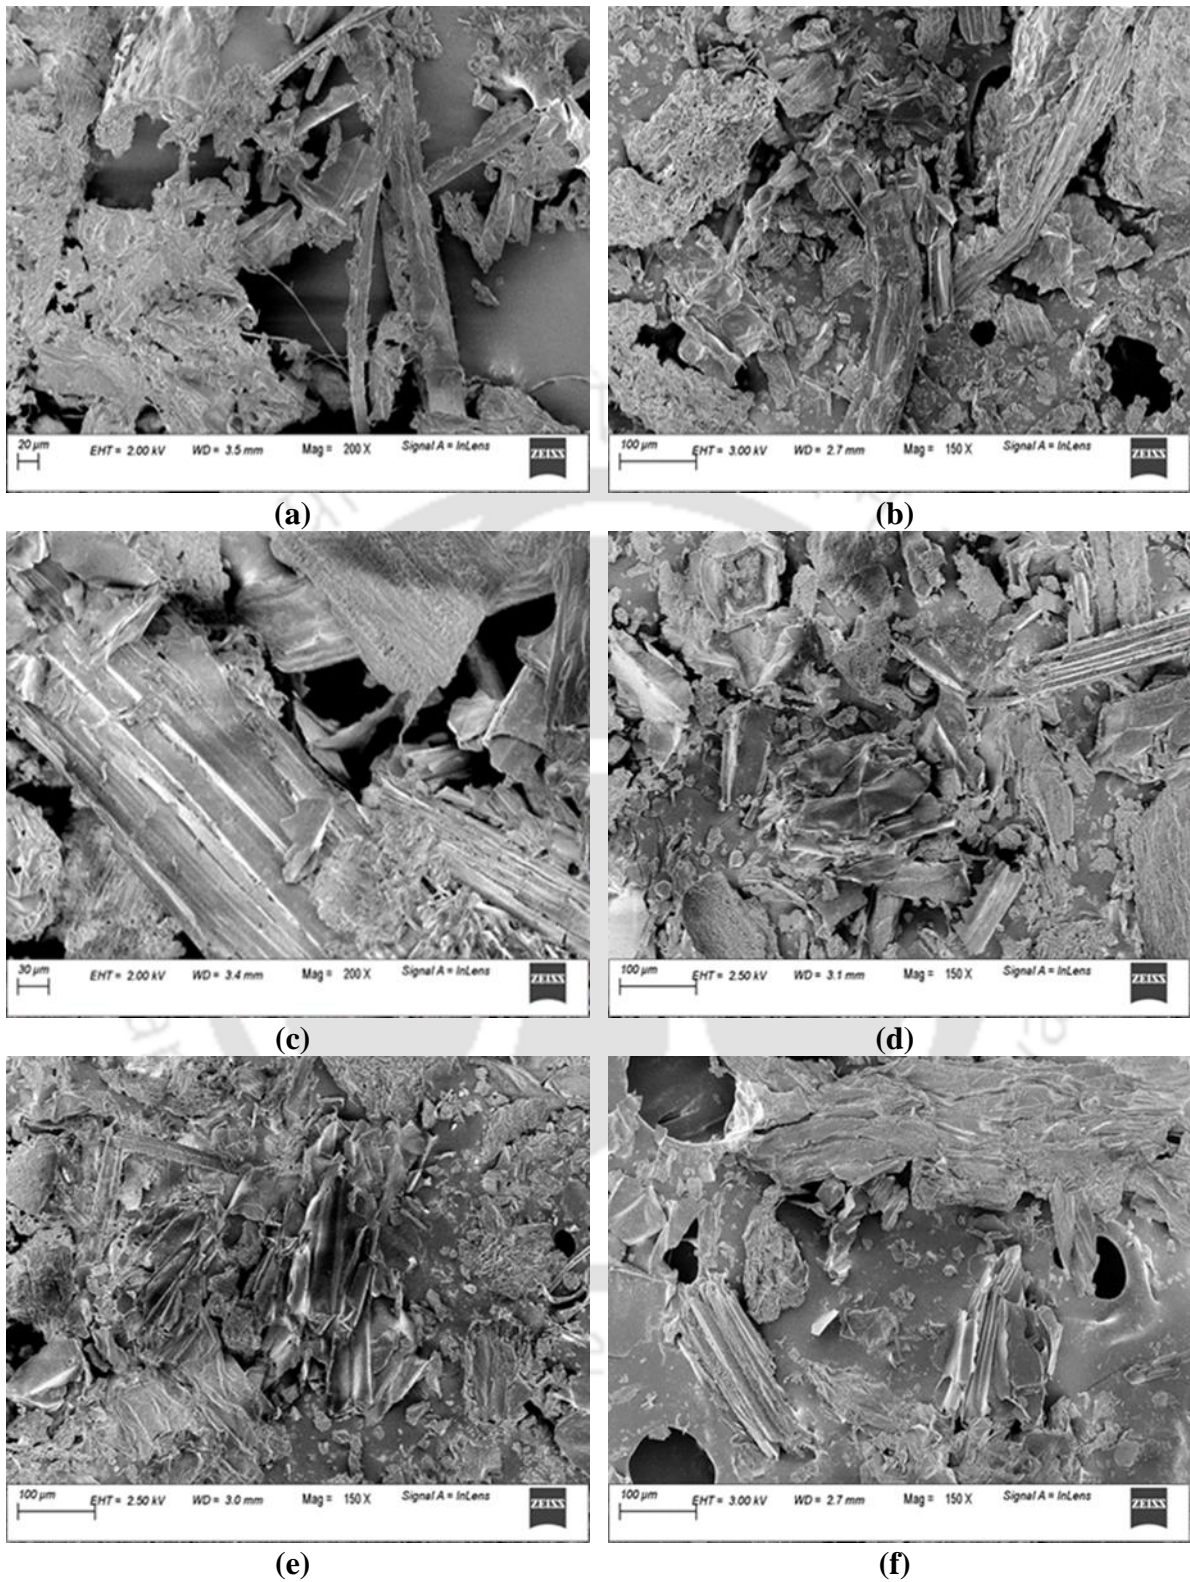 20 µm EHT = 2.00 kV WD = 3.5 mm Mag = 200 X Signal A = InLens ZEISS
100 µm EHT = 3.00 kV WD = 2.7 mm Mag = 150 X Signal A = InLens ZEISS
(a) (b)
30 µm EHT = 2.00 kV WD = 3.4 mm Mag = 200 X Signal A = InLens ZEISS
100 µm EHT = 2.50 kV WD = 3.1 mm Mag = 150 X Signal A = InLens ZEISS
(c) (d)
100 µm EHT = 2.50 kV WD = 3.0 mm Mag = 150 X Signal A = InLens ZEISS
100 µm EHT = 3.00 kV WD = 2.7 mm Mag = 150 X Signal A = InLens ZEISS
(e) (f)